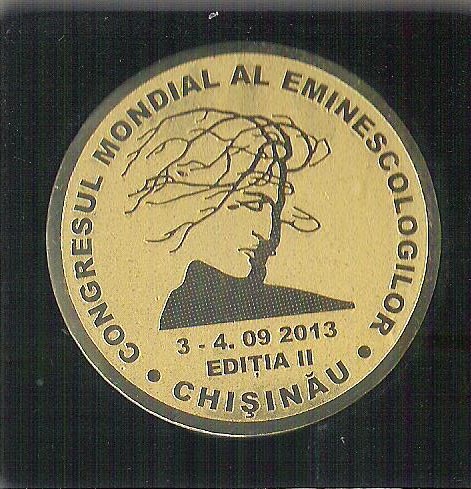 CONGRESUL MONDIAL AL EMINESCOLOGILOR
3 - 4. 09 2013
EDIȚIA II
• CHIȘINĂU •